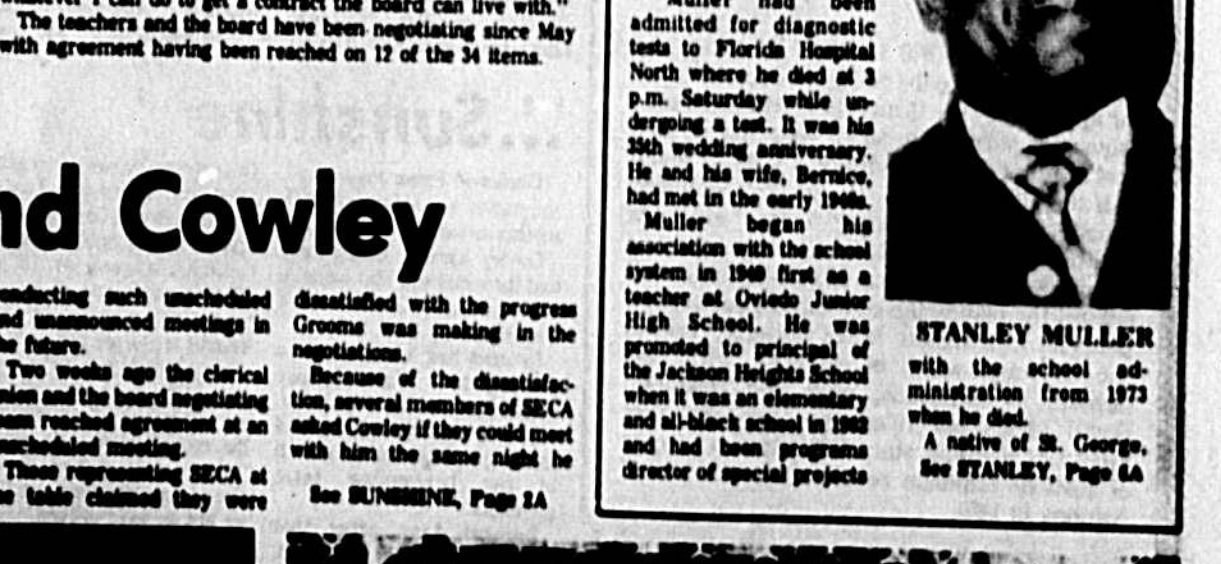 whatever I can do to get a contract the board can live with."
The teachers and the board have been negotiating since May
with agreement having been reached on 12 of the 34 items.
nd Cowley
onducting such unscheduled
nd unannounced meetings in
he future.
Two weeks ago the clerical
nion and the board negotiating
eam reached agreement at an
nscheduled meeting.
Those representing SECA at
he table claimed they were
dissatisfied with the progress
Grooms was making in the
negotiations.
Because of the dissatisfac-
tion, several members of SECA
asked Cowley if they could meet
with him the same night he
See SUNSHINE, Page 2A
Muller had been
admitted for diagnostic
tests to Florida Hospital
North where he died at 3
p.m. Saturday while un-
dergoing a test. It was his
35th wedding anniversary.
He and his wife, Bernice,
had met in the early 1940s.
Muller began his
association with the school
system in 1949 first as a
teacher at Oviedo Junior
High School. He was
promoted to principal of
the Jackson Heights School
when it was an elementary
and all-black school in 1962
and had been programs
director of special projects
STANLEY MULLER
with the school ad-
ministration from 1973
when he died.
A native of St. George,
See STANLEY, Page 6A